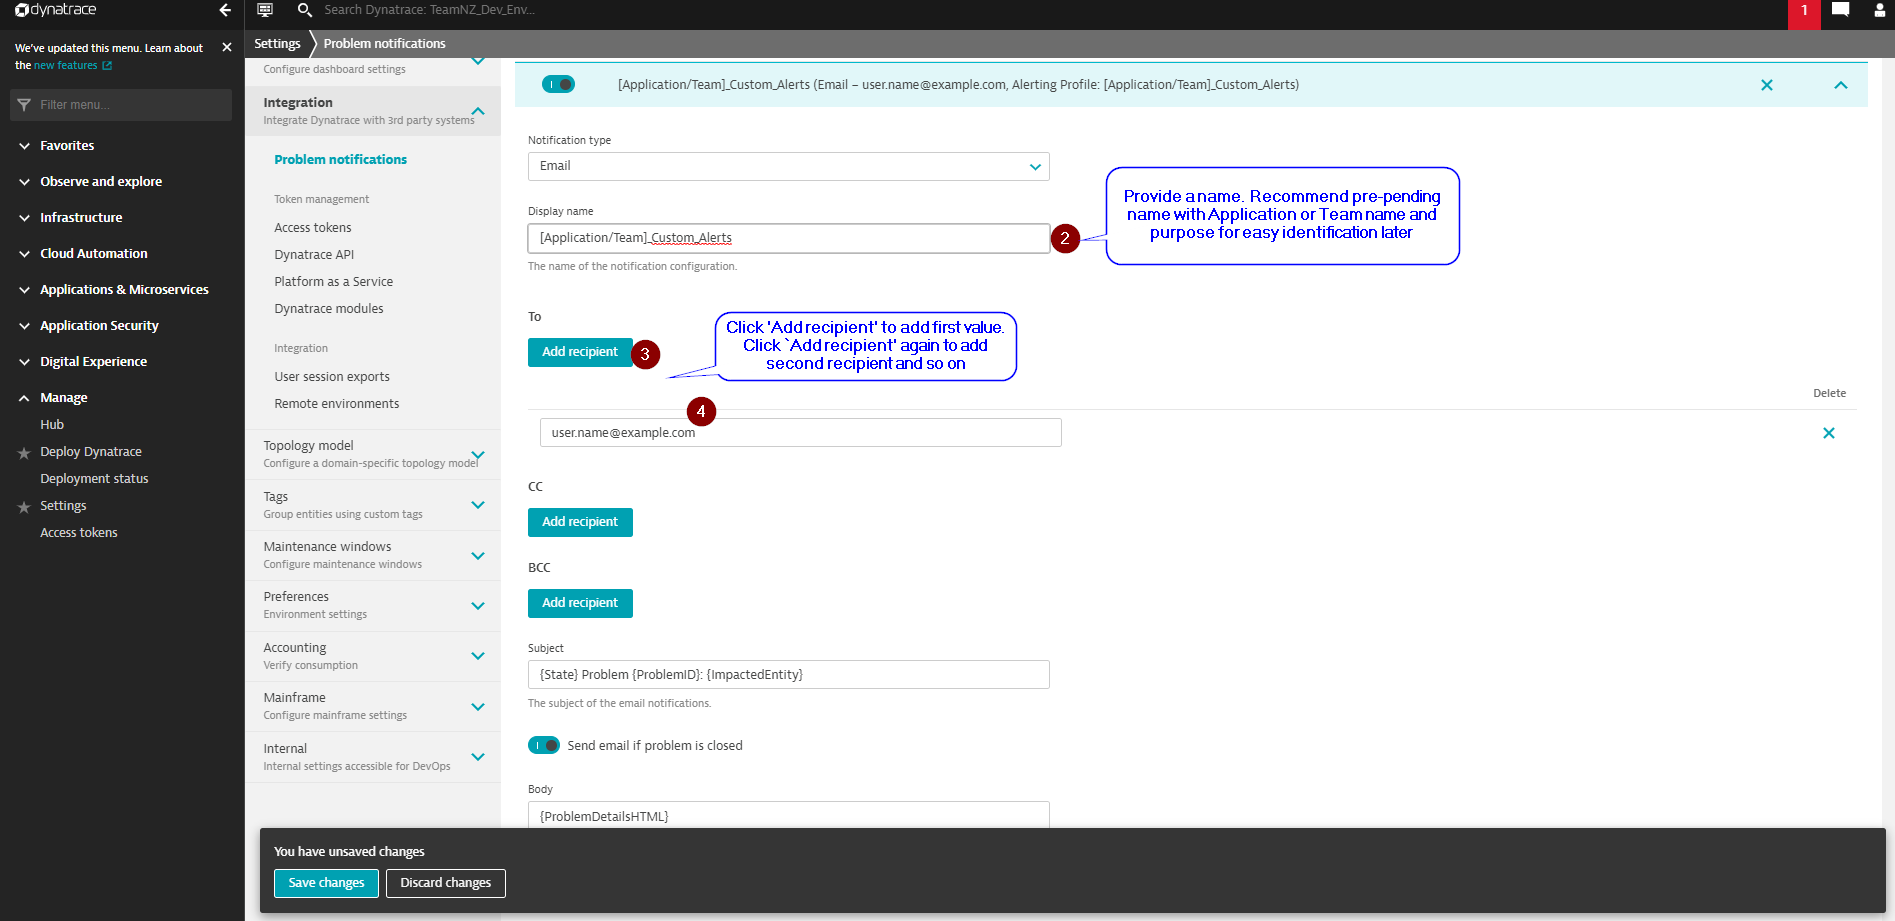 dynatrace
Search Dynatrace: TeamNZ_Dev_Env...
1
We've updated this menu. Learn about
the new features
Filter menu...
Favorites
Observe and explore
Infrastructure
Cloud Automation
Applications & Microservices
Application Security
Digital Experience
Manage
Hub
Deploy Dynatrace
Deployment status
Settings
Access tokens
Settings
Problem notifications
Configure dashboard settings
Integration
Integrate Dynatrace with 3rd party systems
Problem notifications
Token management
Access tokens
Dynatrace API
Platform as a Service
Dynatrace modules
Integration
User session exports
Remote environments
Topology model
Configure a domain-specific topology model
Tags
Group entities using custom tags
Maintenance windows
Configure maintenance windows
Preferences
Environment settings
Accounting
Verify consumption
Mainframe
Configure mainframe settings
Internal
Internal settings accessible for DevOps
[Application/Team]_Custom_Alerts (Email – user.name@example.com, Alerting Profile: [Application/Team]_Custom_Alerts)
Notification type
Email
Display name
[Application/Team]_Custom_Alerts
2
The name of the notification configuration.
Provide a name. Recommend pre-pending
name with Application or Team name and
purpose for easy identification later
To
Add recipient
3
Click 'Add recipient' to add first value.
Click `Add recipient' again to add
second recipient and so on
Delete
4
user.name@example.com
CC
Add recipient
BCC
Add recipient
Subject
{State} Problem {ProblemID}: {ImpactedEntity}
The subject of the email notifications.
Send email if problem is closed
Body
{ProblemDetailsHTML}
You have unsaved changes
Save changes
Discard changes